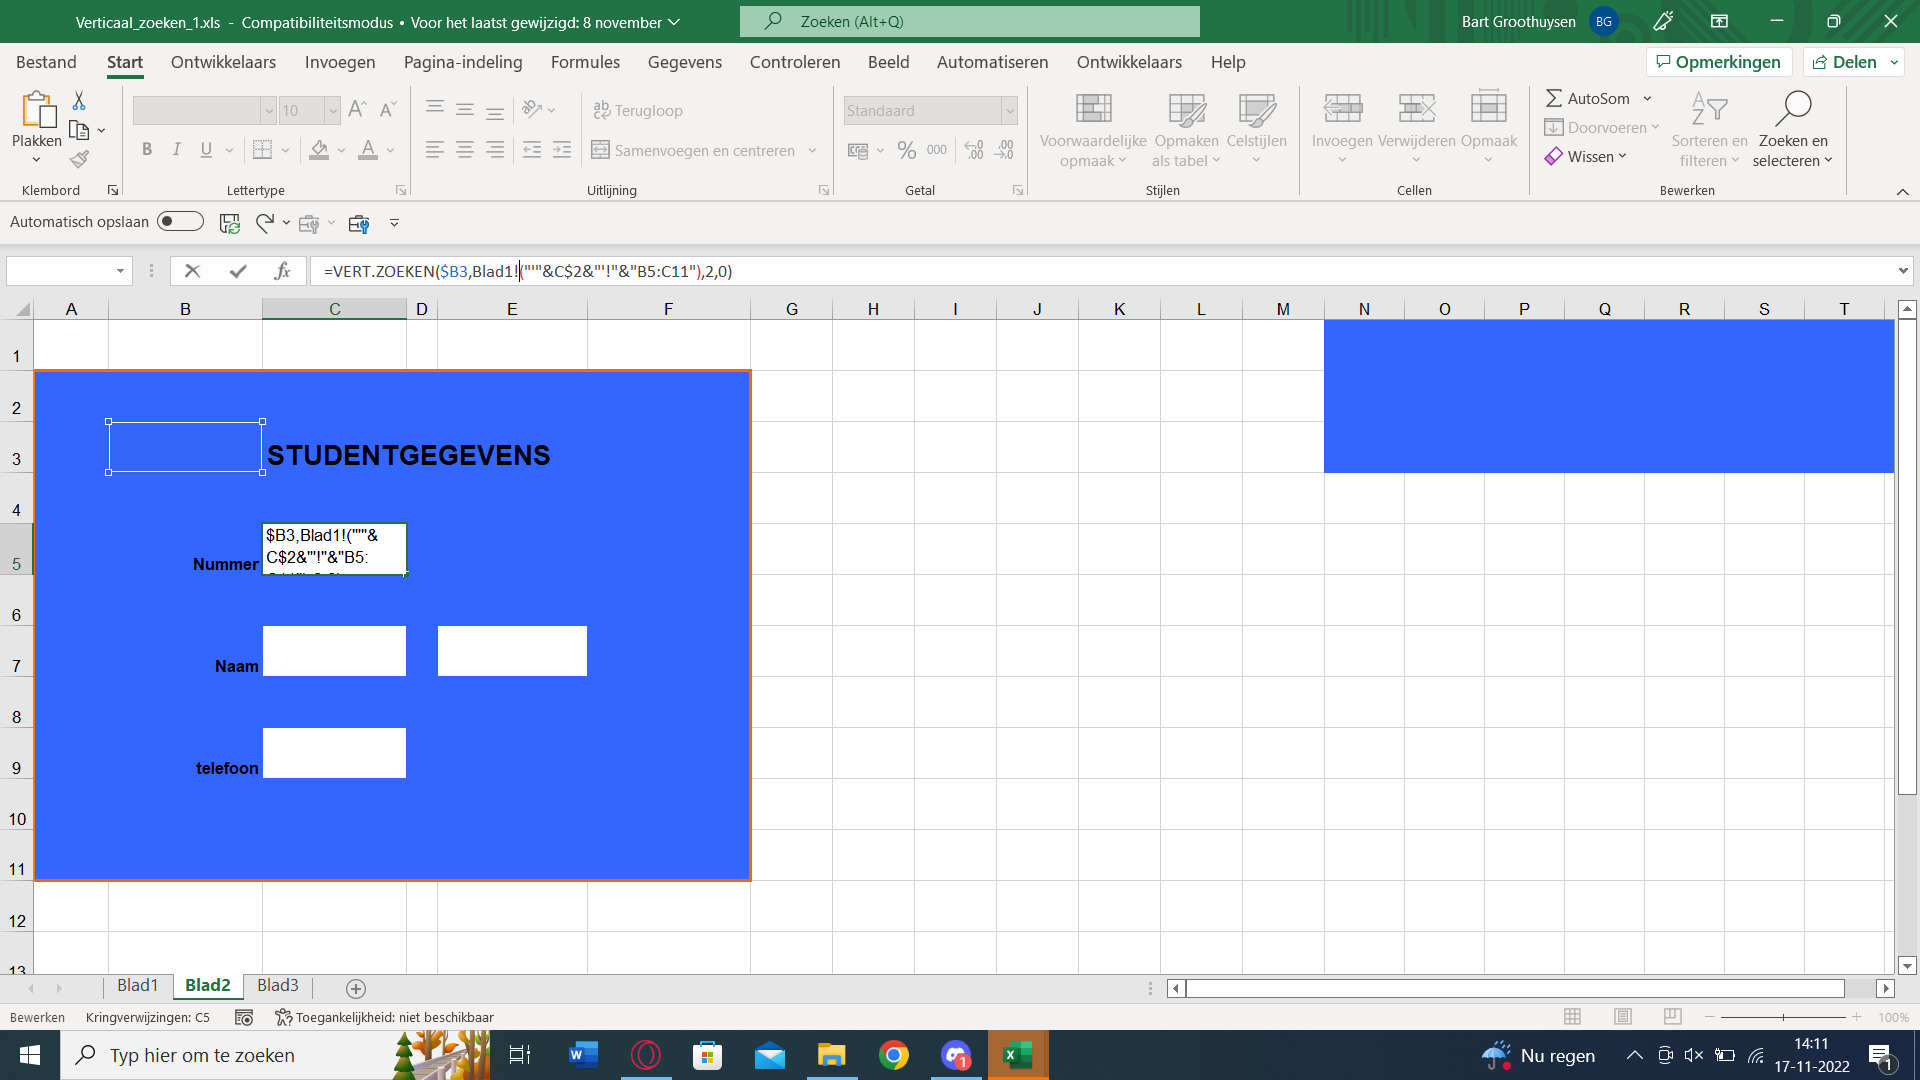 Verticaal_zoeken_1.xls - Compatibiliteitsmodus • Voor het laatst gewijzigd: 8 november
Zoeken (Alt+Q)
Bart Groothuysen BG
Bestand Start Ontwikkelaars Invoegen Pagina-indeling Formules Gegevens Controleren Beeld Automatiseren Ontwikkelaars Help Opmerkingen Delen
Plakken
Klembord
10
B I U
Lettertype
Terugloop
Samenvoegen en centreren
Uitlijning
Standaard
% 000
Getal
Voorwaardelijke opmaak
Opmaken als tabel
Celstijlen
Stijlen
Invoegen Verwijderen Opmaak
Cellen
AutoSom
Doorvoeren
Wissen
Sorteren en filteren
Zoeken en selecteren
Bewerken
Automatisch opslaan
fx
=VERT.ZOEKEN($B3,Blad1!("'"&C$2&"'!"&"B5:C11"),2,0)
A B C D E F G H I J K L M N O P Q R S T
1
2
3 STUDENTGEGEVENS
4
5 Nummer $B3,Blad1!("'"&
C$2&"'!"&"B5:
6
7 Naam
8
9 telefoon
10
11
12
13
Blad1 Blad2 Blad3
Bewerken Kringverwijzingen: C5 Toegankelijkheid: niet beschikbaar 100%
Typ hier om te zoeken
1
Nu regen
14:11
17-11-2022
1